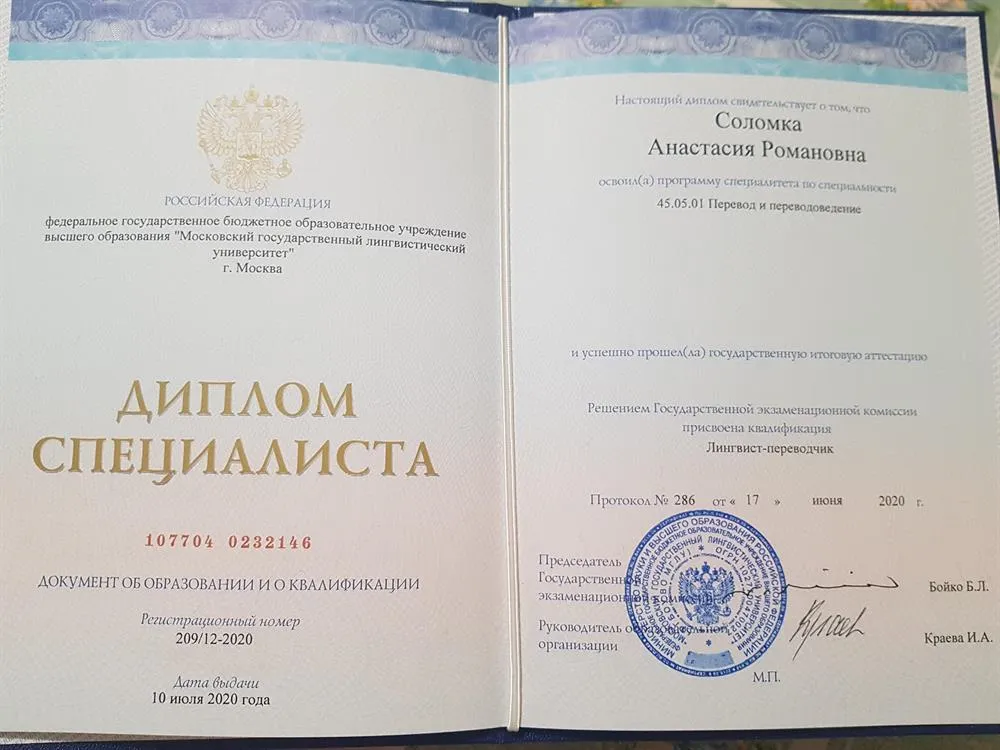 РОССИЙСКАЯ ФЕДЕРАЦИЯ
федеральное государственное бюджетное образовательное учреждение
высшего образования "Московский государственный лингвистический
университет"
г. Москва
ДИПЛОМ
СПЕЦИАЛИСТА
107704 0232146
ДОКУМЕНТ ОБ ОБРАЗОВАНИИ И О КВАЛИФИКАЦИИ
Регистрационный номер
209/12-2020
Дата выдачи
10 июля 2020 года
Настоящий диплом свидетельствует о том, что
Соломка
Анастасия Романовна
освоил(а) программу специалитета по специальности
45.05.01 Перевод и переводоведение
и успешно прошел(ла) государственную итоговую аттестацию
Решением Государственной экзаменационной комиссии
присвоена квалификация
Лингвист-переводчик
Протокол № 286 от « 17 » июня 2020 г.
Председатель
Государственной
экзаменационной комиссии
Бойко Б.Л.
Руководитель образовательной
организации
Краева И.А.
М.П.